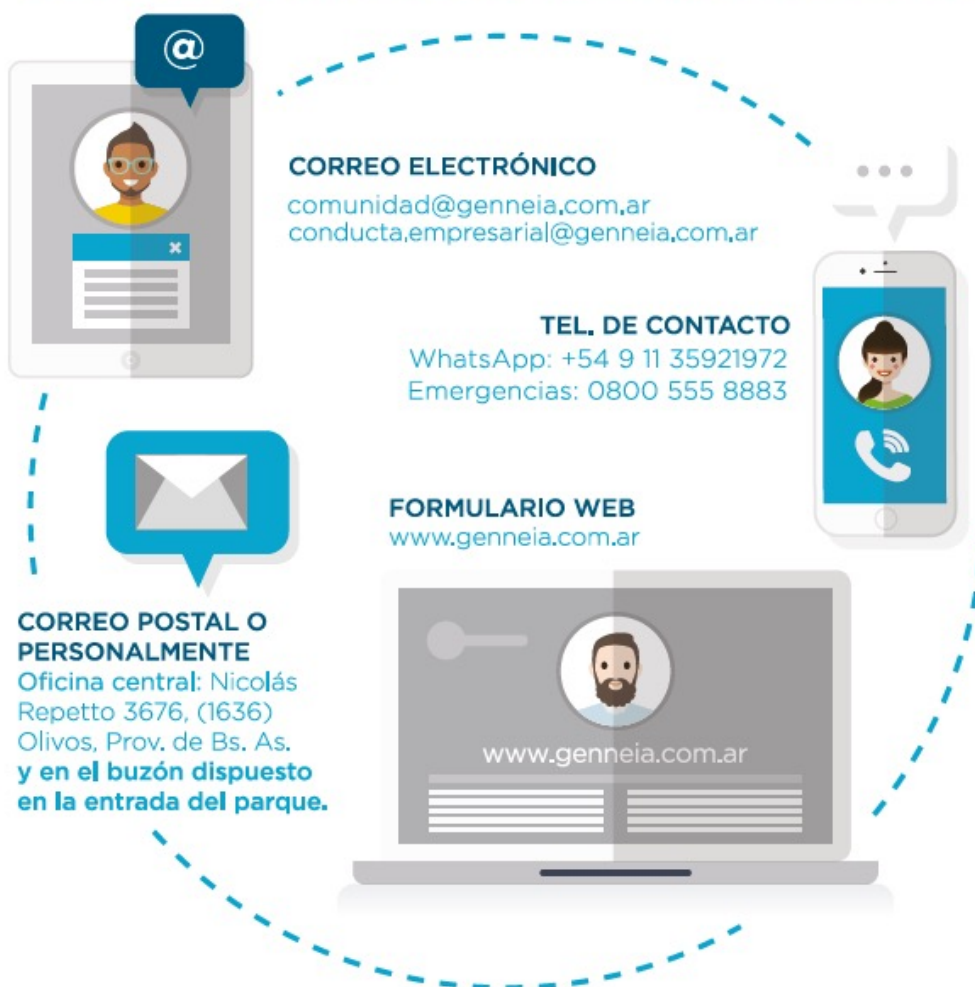 @
CORREO ELECTRÓNICO
comunidad@genneia.com.ar
conducta.empresarial@genneia.com.ar
TEL. DE CONTACTO
WhatsApp: +54 9 11 35921972
Emergencias: 0800 555 8883
FORMULARIO WEB
www.genneia.com.ar
CORREO POSTAL O
PERSONALMENTE
Oficina central: Nicolás
Repetto 3676, (1636)
Olivos, Prov. de Bs. As.
y en el buzón dispuesto
en la entrada del parque.
www.genneia.com.ar